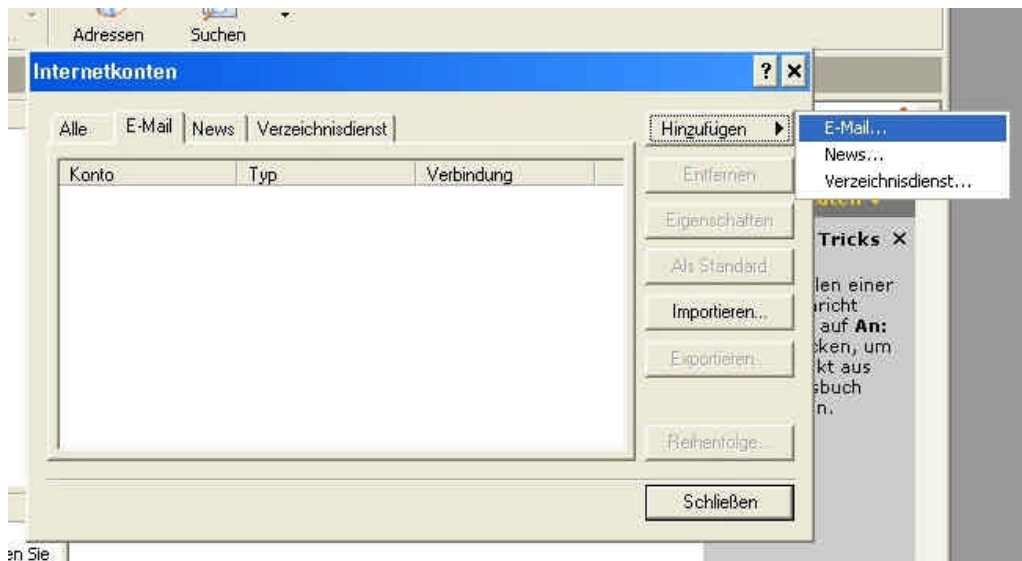 Adressen Suchen
Internetkonten
Alle E-Mail News Verzeichnisdienst
Konto Typ Verbindung
Hinzufügen
E-Mail...
News...
Verzeichnisdienst...
Entfernen
Eigenschaften
Als Standard
Importieren...
Exportieren...
Reihenfolge...
Schließen
Tricks
len einer
auf An:
cken, um
kt aus
sbuch
n.
en Sie